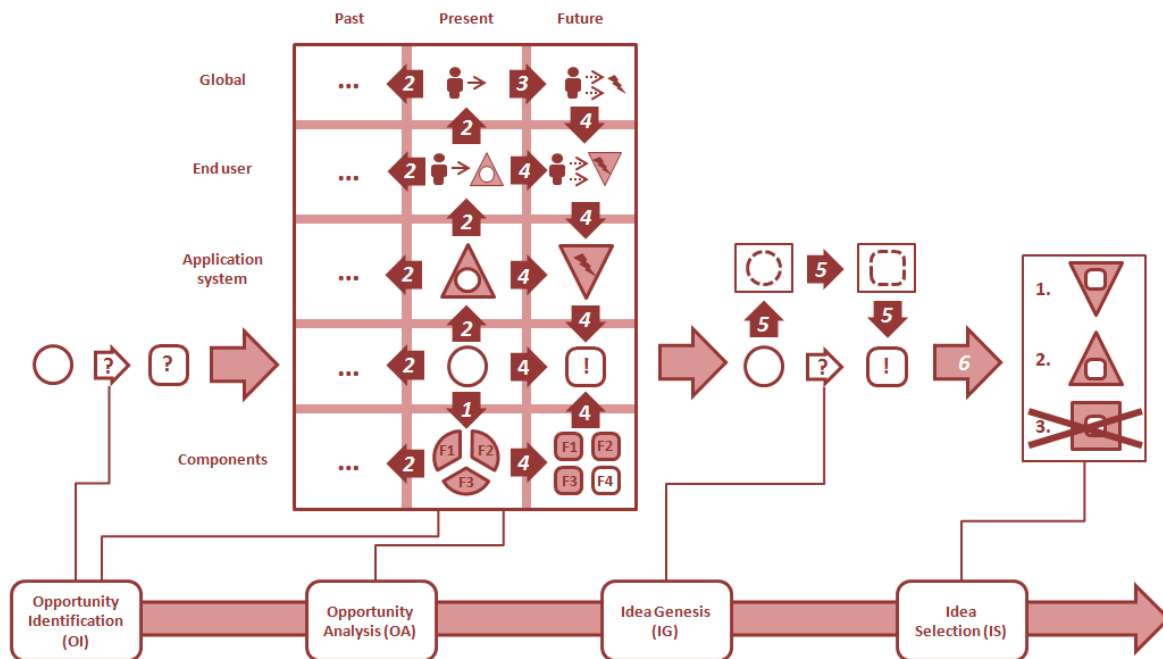 Past Present Future
Global ... 2 3
2 4
End user ... 2 4
2 4
Application
system ... 2 4
5
2 4
5 5
? ? ... 2 4 ! ? ! 6
1 4
Components ... 2 F1 F2 F3 4 F1 F2
F3 F4
1.
2.
3.
Opportunity
Identification
(OI)
Opportunity
Analysis (OA)
Idea Genesis
(IG)
Idea
Selection (IS)